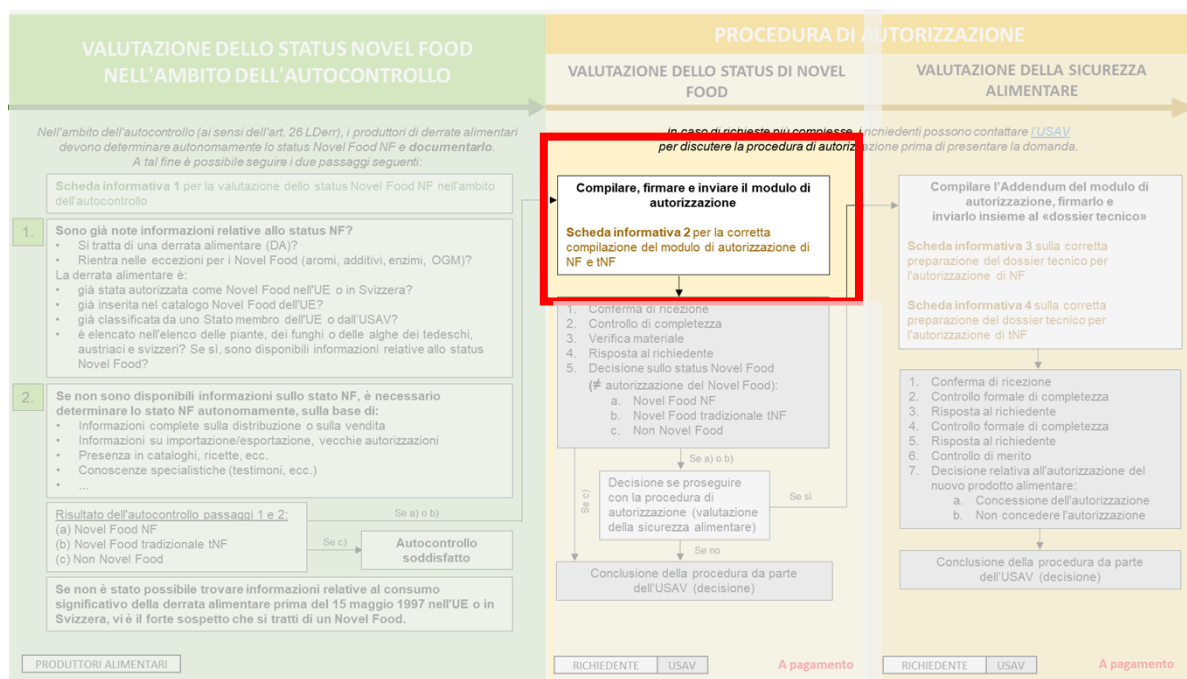 VALUTAZIONE DELLO STATUS NOVEL FOOD
NELL'AMBITO DELL'AUTOCONTROLLO
Nell'ambito dell'autocontrollo (ai sensi dell'art. 26 LDerr), i produttori di derrate alimentari
devono determinare autonomamente lo status Novel Food NF e documentarlo.
A tal fine è possibile seguire i due passaggi seguenti:
Scheda informativa 1 per la valutazione dello status Novel Food NF nell'ambito
dell'autocontrollo
1.
Sono già note informazioni relative allo status NF?
• Si tratta di una derrata alimentare (DA)?
• Rientra nelle eccezioni per i Novel Food (aromi, additivi, enzimi, OGM)?
La derrata alimentare è:
• già stata autorizzata come Novel Food nell'UE o in Svizzera?
• già inserita nel catalogo Novel Food dell'UE?
• già classificata da uno Stato membro dell'UE o dall'USAV?
• è elencato nell'elenco delle piante, dei funghi o delle alghe dei tedeschi,
austriaci e svizzeri? Se sì, sono disponibili informazioni relative allo status
Novel Food?
2.
Se non sono disponibili informazioni sullo stato NF, è necessario
determinare lo stato NF autonomamente, sulla base di:
• Informazioni complete sulla distribuzione o sulla vendita
• Informazioni su importazione/esportazione, vecchie autorizzazioni
• Presenza in cataloghi, ricette, ecc.
• Conoscenze specialistiche (testimoni, ecc.)
• ...
Risultato dell'autocontrollo passaggi 1 e 2:
(a) Novel Food NF
(b) Novel Food tradizionale tNF
(c) Non Novel Food
Se a) o b)
Se c)
Autocontrollo
soddisfatto
Se non è stato possibile trovare informazioni relative al consumo
significativo della derrata alimentare prima del 15 maggio 1997 nell'UE o in
Svizzera, vi è il forte sospetto che si tratti di un Novel Food.
PRODUTTORI ALIMENTARI
PROCEDURA DI AUTORIZZAZIONE
VALUTAZIONE DELLO STATUS DI NOVEL
FOOD
VALUTAZIONE DELLA SICUREZZA
ALIMENTARE
in caso di richieste più complesse, i richiedenti possono contattare l'USAV
per discutere la procedura di autorizzazione prima di presentare la domanda.
Compilare, firmare e inviare il modulo di
autorizzazione
Scheda informativa 2 per la corretta
compilazione del modulo di autorizzazione di
NF e tNF
1. Conferma di ricezione
2. Controllo di completezza
3. Verifica materiale
4. Risposta al richiedente
5. Decisione sullo status Novel Food
(≠ autorizzazione del Novel Food):
a. Novel Food NF
b. Novel Food tradizionale tNF
c. Non Novel Food
Se a) o b)
Se c)
Decisione se proseguire
con la procedura di
autorizzazione (valutazione
della sicurezza alimentare)
Se sì
Se no
Conclusione della procedura da parte
dell'USAV (decisione)
RICHIEDENTE
USAV
A pagamento
Compilare l'Addendum del modulo di
autorizzazione, firmarlo e
inviarlo insieme al «dossier tecnico»
Scheda informativa 3 sulla corretta
preparazione del dossier tecnico per
l'autorizzazione di NF
Scheda informativa 4 sulla corretta
preparazione del dossier tecnico per
l'autorizzazione di tNF
1. Conferma di ricezione
2. Controllo formale di completezza
3. Risposta al richiedente
4. Controllo formale di completezza
5. Risposta al richiedente
6. Controllo di merito
7. Decisione relativa all'autorizzazione del
nuovo prodotto alimentare:
a. Concessione dell'autorizzazione
b. Non concedere l'autorizzazione
Conclusione della procedura da parte
dell'USAV (decisione)
RICHIEDENTE
USAV
A pagamento